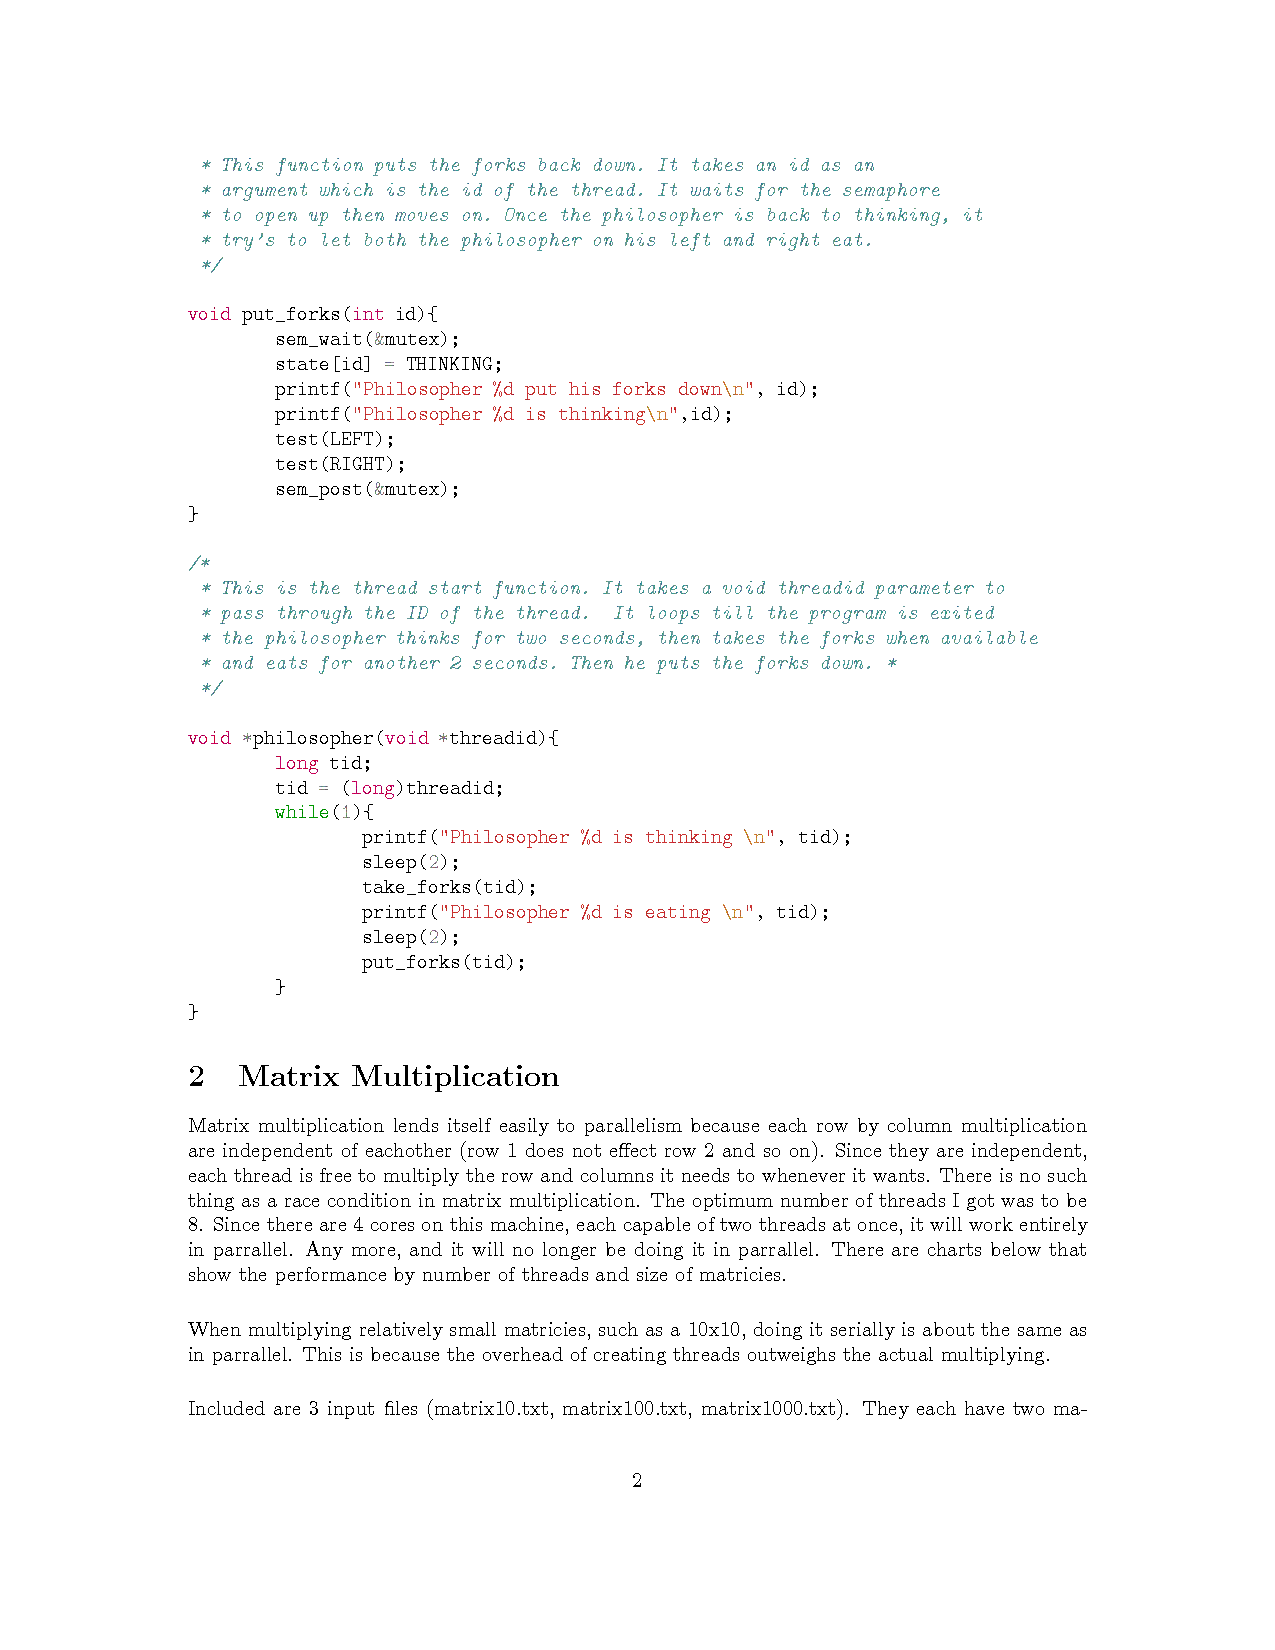 * This function puts the forks back down. It takes an id as an
* argument which is the id of the thread. It waits for the semaphore
* to open up then moves on. Once the philosopher is back to thinking, it
* try's to let both the philosopher on his left and right eat.
*/
void put_forks(int id){
sem_wait(&mutex);
state[id] = THINKING;
printf("Philosopher %d put his forks down\n", id);
printf("Philosopher %d is thinking\n",id);
test(LEFT);
test(RIGHT);
sem_post(&mutex);
}
/*
* This is the thread start function. It takes a void threadid parameter to
* pass through the ID of the thread.  It loops till the program is exited
* the philosopher thinks for two seconds, then takes the forks when available
* and eats for another 2 seconds. Then he puts the forks down. *
*/
void *philosopher(void *threadid){
long tid;
tid = (long)threadid;
while(1){
printf("Philosopher %d is thinking \n", tid);
sleep(2);
take_forks(tid);
printf("Philosopher %d is eating \n", tid);
sleep(2);
put_forks(tid);
}
}
2 Matrix Multiplication
Matrix multiplication lends itself easily to parallelism because each row by column multiplication
are independent of eachother (row 1 does not effect row 2 and so on). Since they are independent,
each thread is free to multiply the row and columns it needs to whenever it wants. There is no such
thing as a race condition in matrix multiplication. The optimum number of threads I got was to be
8. Since there are 4 cores on this machine, each capable of two threads at once, it will work entirely
in parrallel. Any more, and it will no longer be doing it in parrallel. There are charts below that
show the performance by number of threads and size of matricies.
When multiplying relatively small matricies, such as a 10x10, doing it serially is about the same as
in parrallel. This is because the overhead of creating threads outweighs the actual multiplying.
Included are 3 input files (matrix10.txt, matrix100.txt, matrix1000.txt). They each have two ma-
2